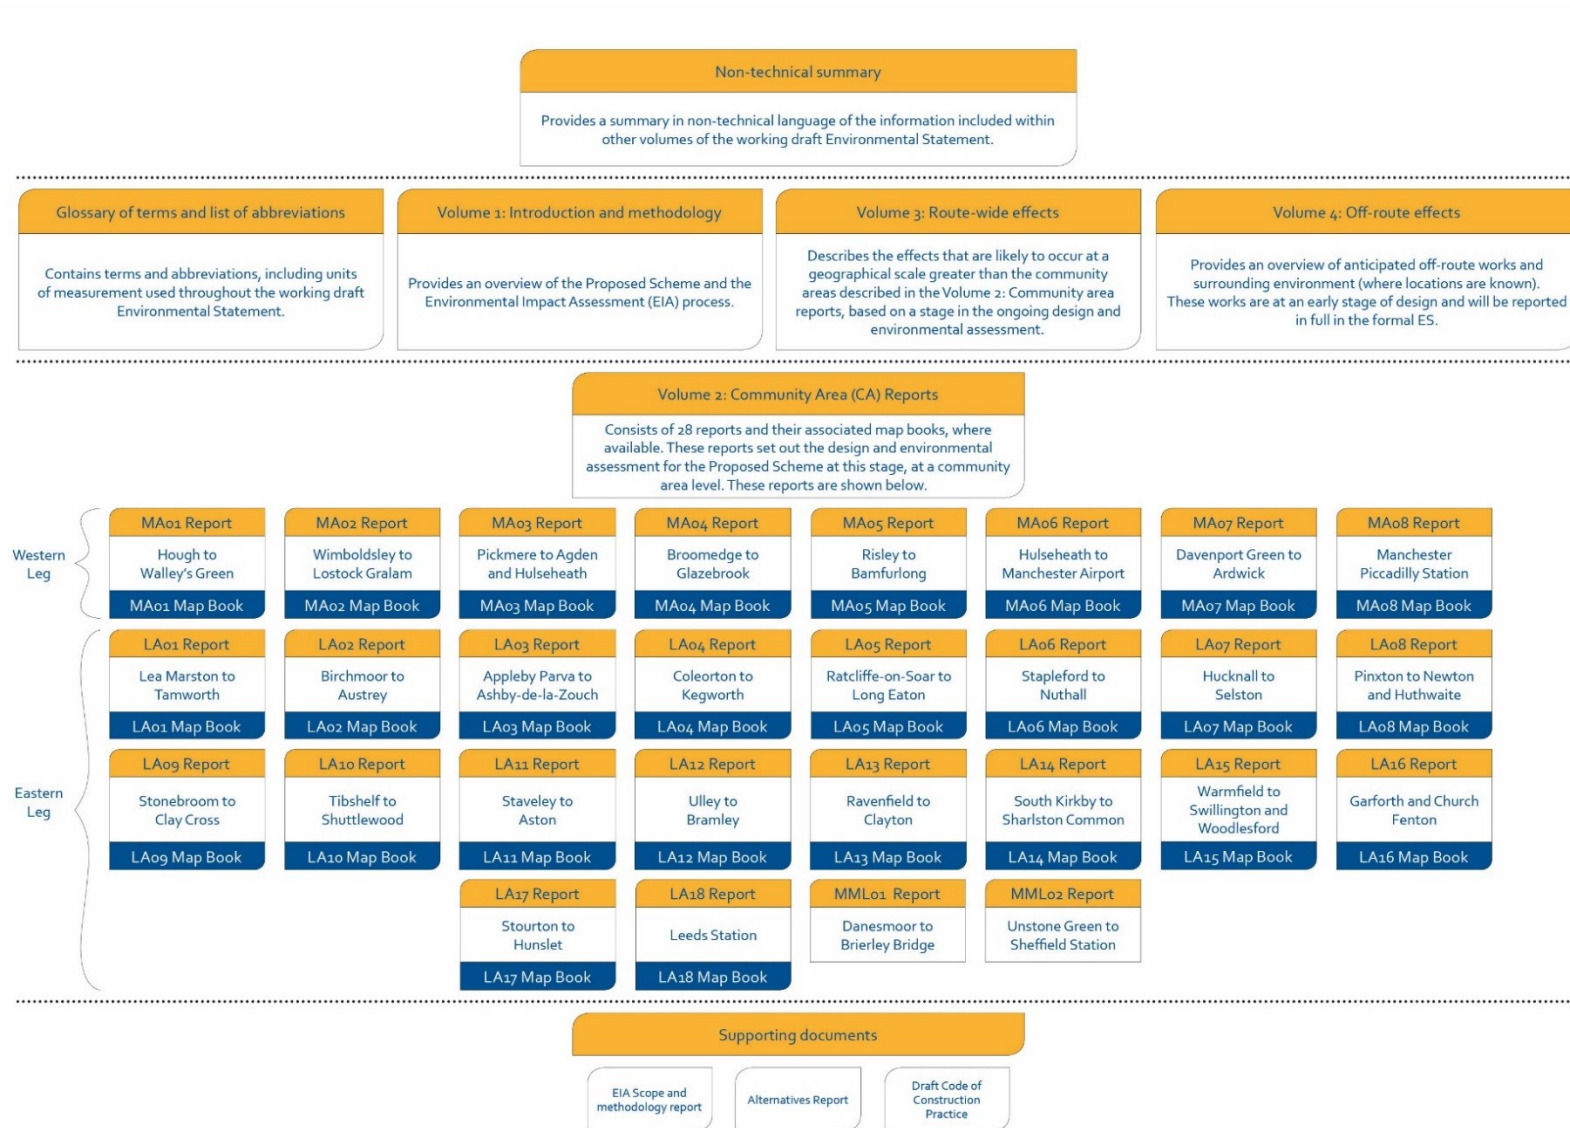 Non-technical summary
Provides a summary in non-technical language of the information included within
other volumes of the working draft Environmental Statement.
Glossary of terms and list of abbreviations
Contains terms and abbreviations, including units
of measurement used throughout the working draft
Environmental Statement.
Volume 1: Introduction and methodology
Provides an overview of the Proposed Scheme and the
Environmental Impact Assessment (EIA) process.
Volume 3: Route-wide effects
Describes the effects that are likely to occur at a
geographical scale greater than the community
areas described in the Volume 2: Community area
reports, based on a stage in the ongoing design and
environmental assessment.
Volume 4: Off-route effects
Provides an overview of anticipated off-route works and
surrounding environment (where locations are known).
These works are at an early stage of design and will be reported
in full in the formal ES.
Volume 2: Community Area (CA) Reports
Consists of 28 reports and their associated map books, where
available. These reports set out the design and environmental
assessment for the Proposed Scheme at this stage, at a community
area level. These reports are shown below.
Western
Leg
MA01 Report
Hough to
Walley's Green
MA01 Map Book
MA02 Report
Wimboldsley to
Lostock Gralam
MA02 Map Book
MA03 Report
Pickmere to Agden
and Hulseheath
MA03 Map Book
MA04 Report
Broomedge to
Glazebrook
MA04 Map Book
MA05 Report
Risley to
Bamfurlong
MA05 Map Book
MA06 Report
Hulseheath to
Manchester Airport
MA06 Map Book
MA07 Report
Davenport Green to
Ardwick
MA07 Map Book
MA08 Report
Manchester
Piccadilly Station
MA08 Map Book
Eastern
Leg
LA01 Report
Lea Marston to
Tamworth
LA01 Map Book
LA02 Report
Birchmoor to
Austrey
LA02 Map Book
LA03 Report
Appleby Parva to
Ashby-de-la-Zouch
LA03 Map Book
LA04 Report
Coleorton to
Kegworth
LA04 Map Book
LA05 Report
Ratcliffe-on-Soar to
Long Eaton
LA05 Map Book
LA06 Report
Stapleford to
Nuthall
LA06 Map Book
LA07 Report
Hucknall to
Selston
LA07 Map Book
LA08 Report
Pinxton to Newton
and Huthwaite
LA08 Map Book
LA09 Report
Stonebroom to
Clay Cross
LA09 Map Book
LA10 Report
Tibshelf to
Shuttlewood
LA10 Map Book
LA11 Report
Staveley to
Aston
LA11 Map Book
LA12 Report
Ulley to
Bramley
LA12 Map Book
LA13 Report
Ravenfield to
Clayton
LA13 Map Book
LA14 Report
South Kirkby to
Sharlston Common
LA14 Map Book
LA15 Report
Warmfield to
Swillington and
Woodlesford
LA15 Map Book
LA16 Report
Garforth and Church
Fenton
LA16 Map Book
LA17 Report
Stourton to
Hunslet
LA17 Map Book
LA18 Report
Leeds Station
LA18 Map Book
MML01 Report
Danesmoor to
Brierley Bridge
MML02 Report
Unstone Green to
Sheffield Station
Supporting documents
EIA Scope and
methodology report
Alternatives Report
Draft Code of
Construction
Practice